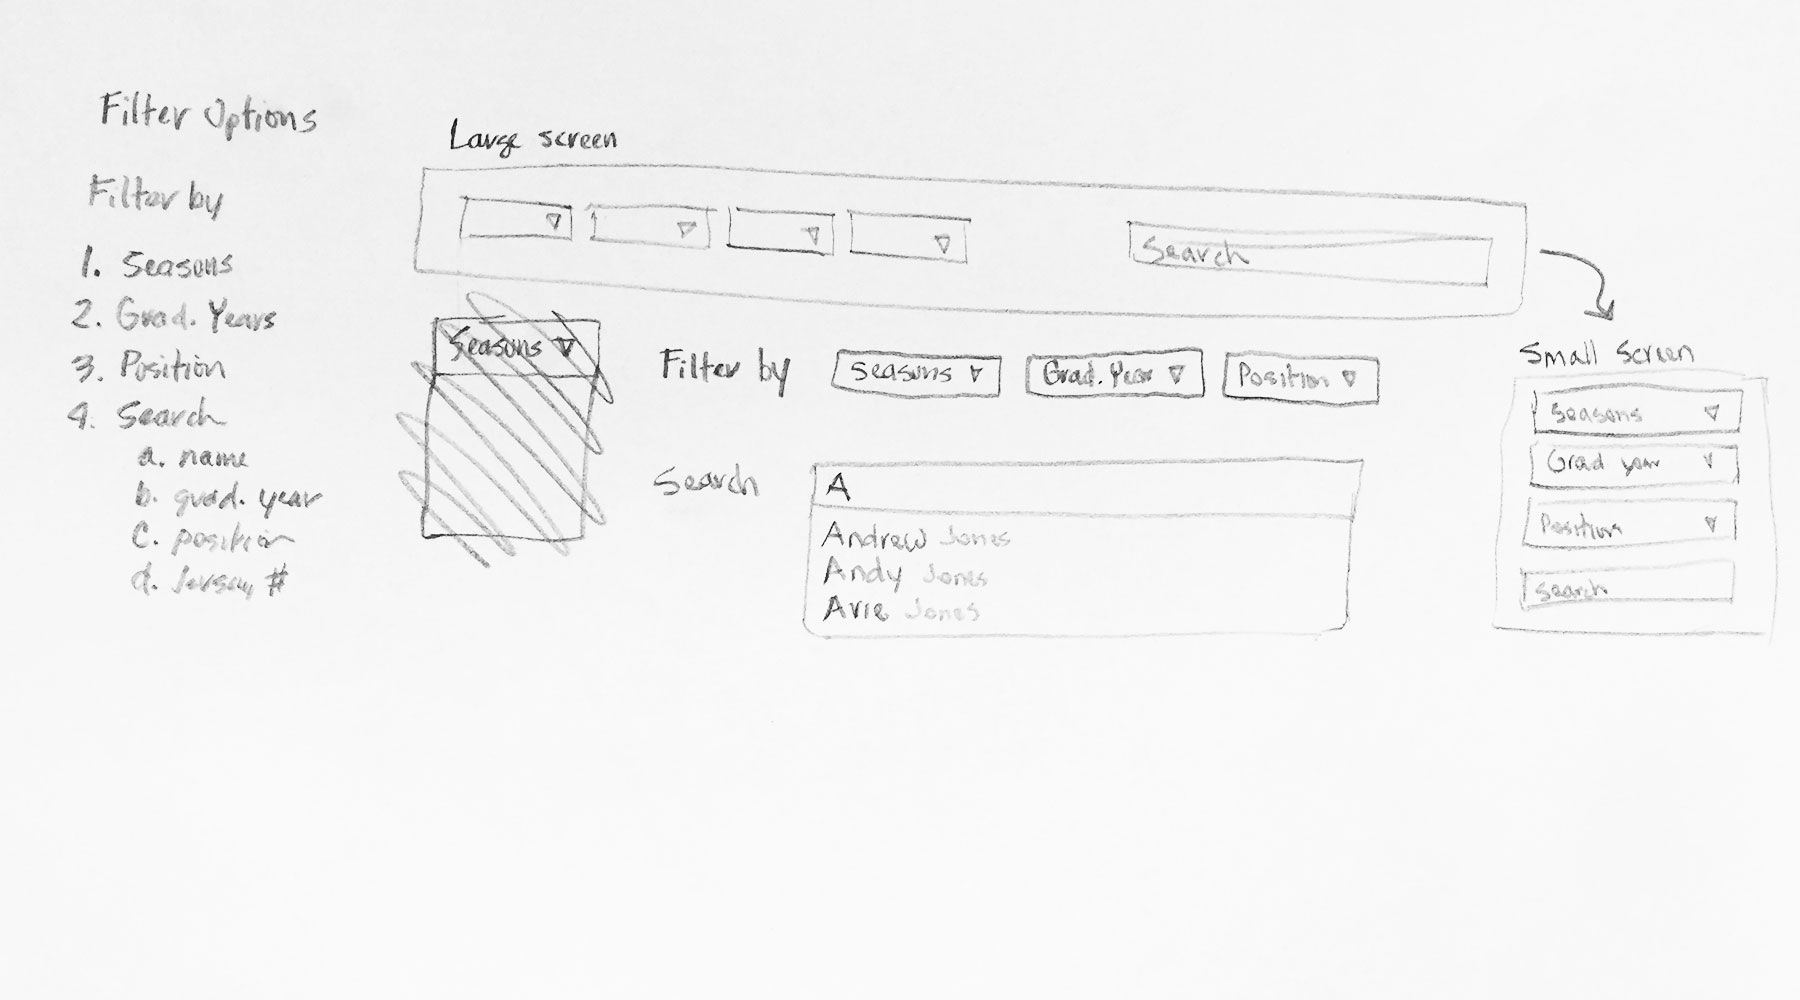 Filter Options
Filter by
1. Seasons
2. Grad. Years
3. Position
4. Search
a. name
b. grad. year
c. position
d. Jersey #
Large screen
Search
Seasons
Filter by
Seasons
Grad. Year
Position
Search
A
Andrew Jones
Andy Jones
Arie Jones
Small Screen
Seasons
Grad year
Position
Search